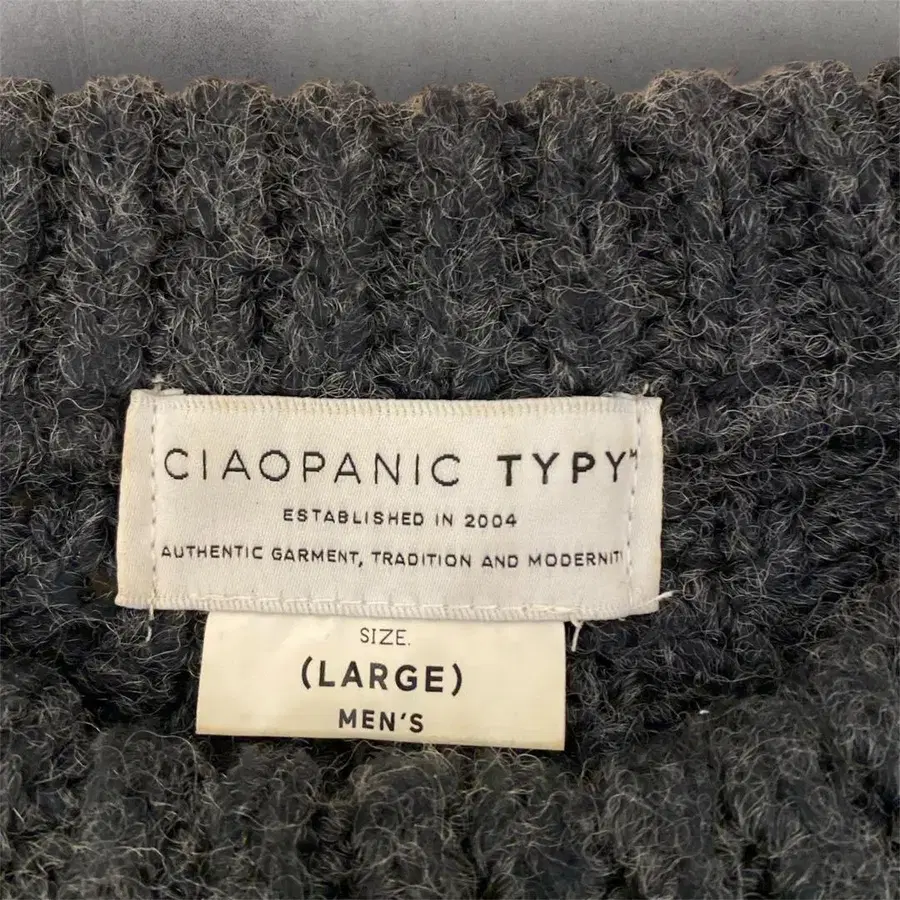 CIAOPANIC TYPY
ESTABLISHED IN 2004
AUTHENTIC GARMENT, TRADITION AND MODERNIT
SIZE.
(LARGE)
MEN'S